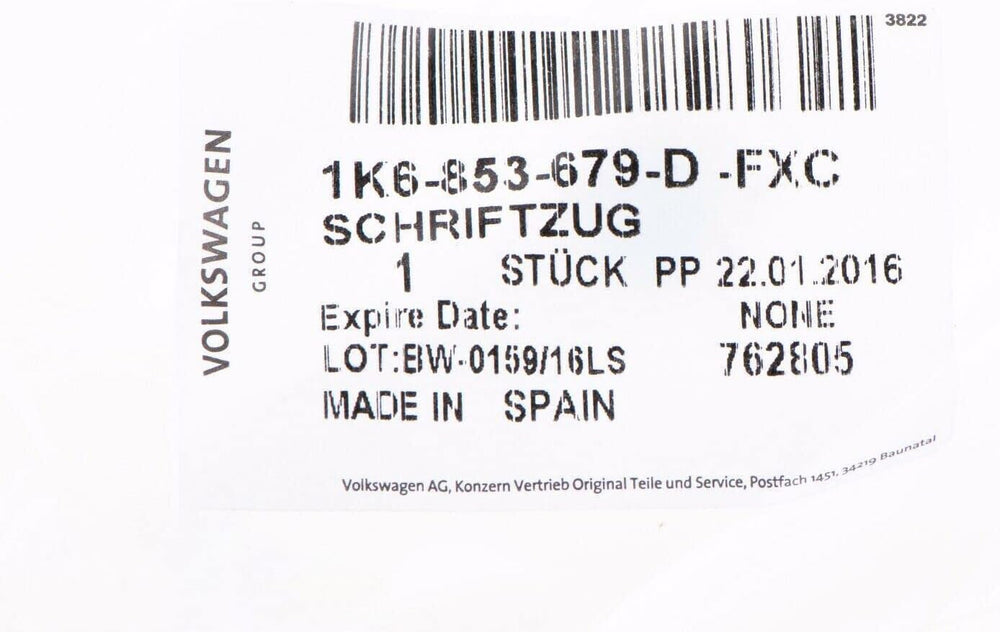 3822
VOLKSWAGEN
GROUP
1K6-853-679-D -FXC
SCHRIFTZUG
1 STÜCK PP 22.01.2016
Expire Date: NONE
LOT:BW-0159/16LS 762805
MADE IN SPAIN
Volkswagen AG, Konzern Vertrieb Original Teile und Service, Postfach 1451, 34219 Baunatal